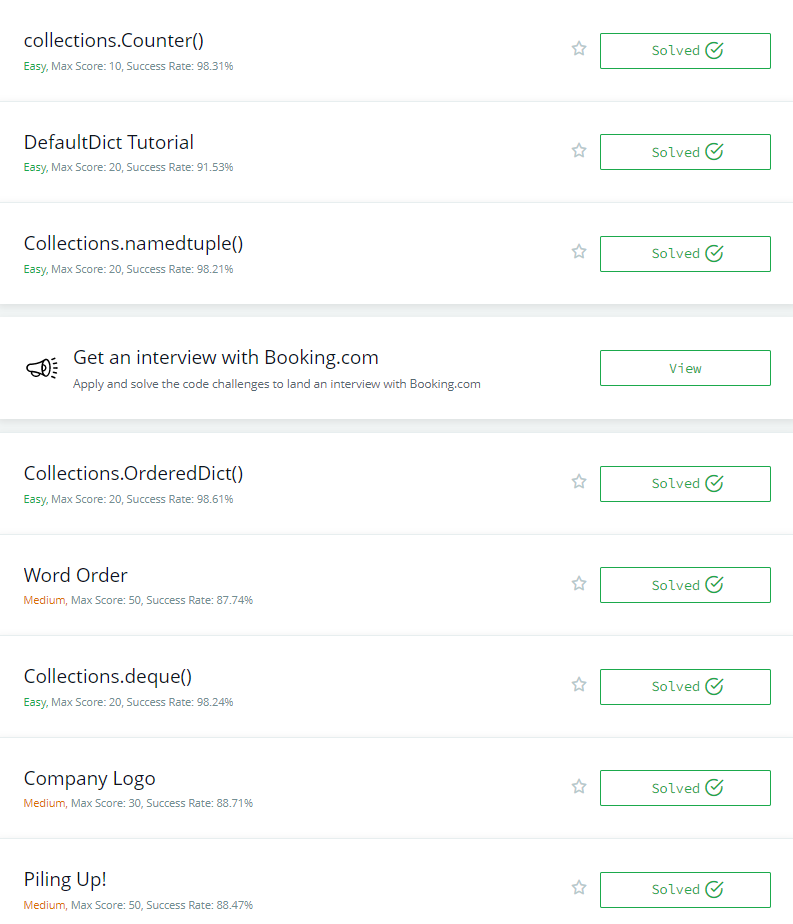 collections.Counter()
Easy, Max Score: 10, Success Rate: 98.31%
Solved
DefaultDict Tutorial
Easy, Max Score: 20, Success Rate: 91.53%
Solved
Collections.namedtuple()
Easy, Max Score: 20, Success Rate: 98.21%
Solved
Get an interview with Booking.com
Apply and solve the code challenges to land an interview with Booking.com
View
Collections.OrderedDict()
Easy, Max Score: 20, Success Rate: 98.61%
Solved
Word Order
Medium, Max Score: 50, Success Rate: 87.74%
Solved
Collections.deque()
Easy, Max Score: 20, Success Rate: 98.24%
Solved
Company Logo
Medium, Max Score: 30, Success Rate: 88.71%
Solved
Piling Up!
Medium, Max Score: 50, Success Rate: 88.47%
Solved